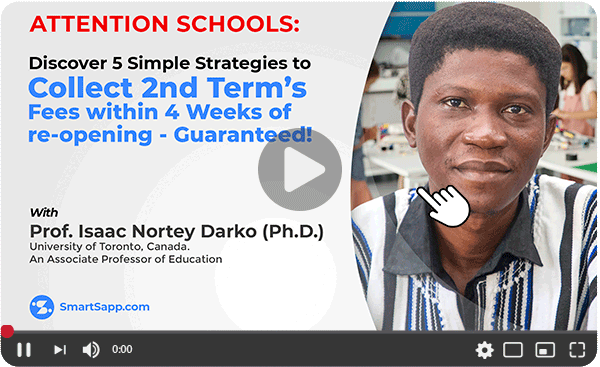 ATTENTION SCHOOLS:
Discover 5 Simple Strategies to
Collect 2nd Term's
Fees within 4 Weeks of
re-opening - Guaranteed!
With
Prof. Isaac Nortey Darko (Ph.D.)
University of Toronto, Canada.
An Associate Professor of Education
SmartSapp.com
0:00